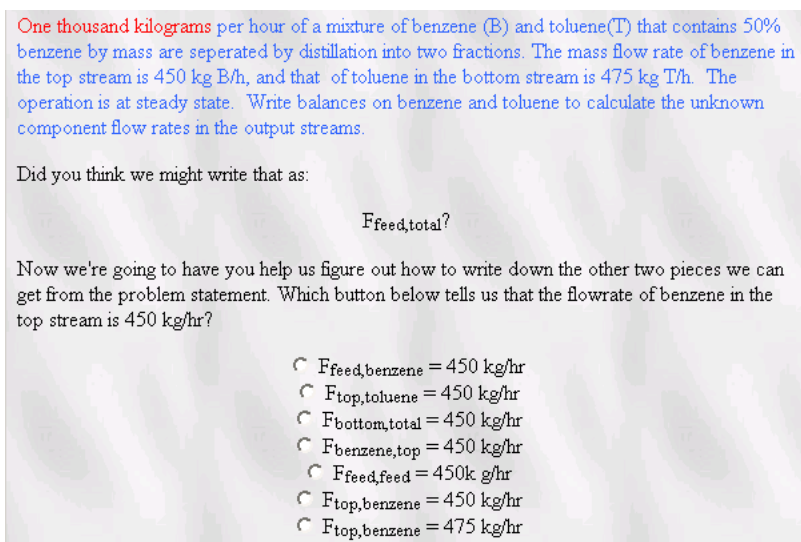 One thousand kilograms per hour of a mixture of benzene (B) and toluene(T) that contains 50%
benzene by mass are seperated by distillation into two fractions. The mass flow rate of benzene in
the top stream is 450 kg B/h, and that of toluene in the bottom stream is 475 kg T/h. The
operation is at steady state. Write balances on benzene and toluene to calculate the unknown
component flow rates in the output streams.
Did you think we might write that as:
Ffeed,total?
Now we're going to have you help us figure out how to write down the other two pieces we can
get from the problem statement. Which button below tells us that the flowrate of benzene in the
top stream is 450 kg/hr?
Ffeed,benzene = 450 kg/hr
Ftop,toluene = 450 kg/hr
Fbottom,total = 450 kg/hr
Fbenzene,top = 450 kg/hr
Ffeed,feed = 450k g/hr
Ftop,benzene = 450 kg/hr
Ftop,benzene = 475 kg/hr